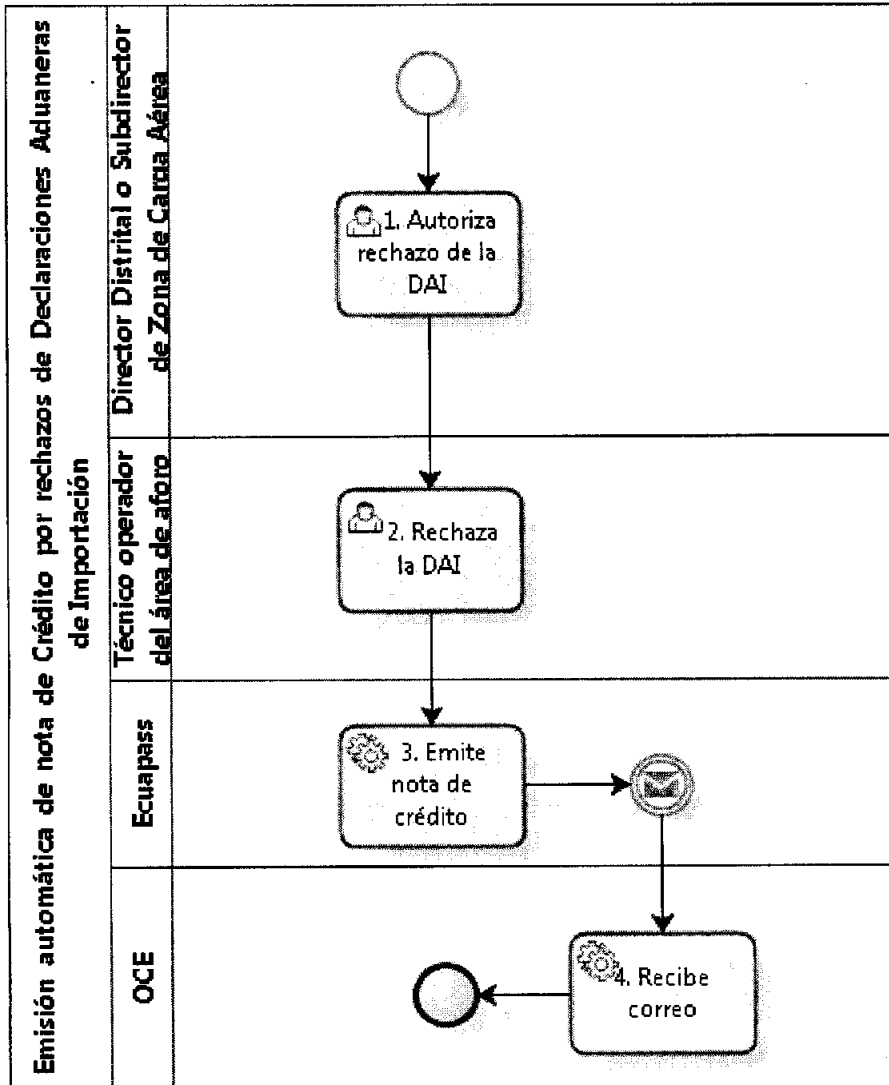 Emisión automática de nota de Crédito por rechazos de Declaraciones Aduaneras
de Importación
Director Distrital o Subdirector
de Zona de Carga Aérea
1. Autoriza
rechazo de la
DAI
Técnico operador
del área de aforo
2. Rechaza
la DAI
Ecuapass
3. Emite
nota de
crédito
OCE
4. Recibe
correo